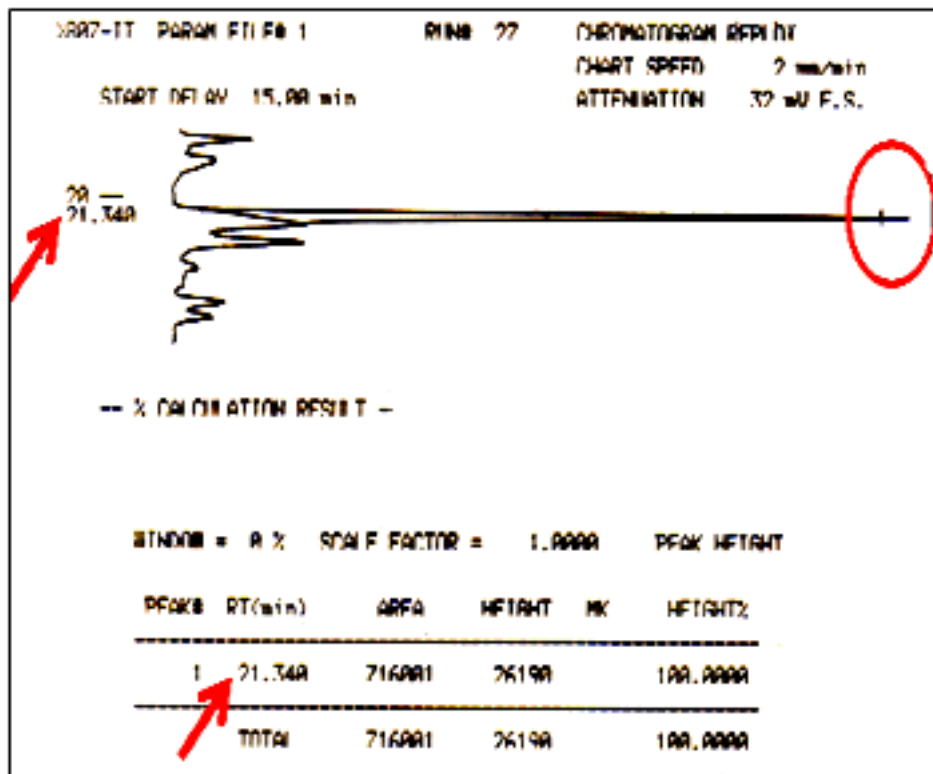 PARAM FILE# 1 RUN# 27 CHROMATOGRAM REPLOT
CHART SPEED 2 mm/min
START DELAY 15.00 min ATTENUATION 32 mV F.S.
20
21.340
-- % CALCULATION RESULT --
WINDOW = 0 % SCALE FACTOR = 1.0000 PEAK HEIGHT
PEAK# RT(min) AREA HEIGHT MK HEIGHT%
1 21.340 716001 26190 100.0000
TOTAL 716001 26190 100.0000